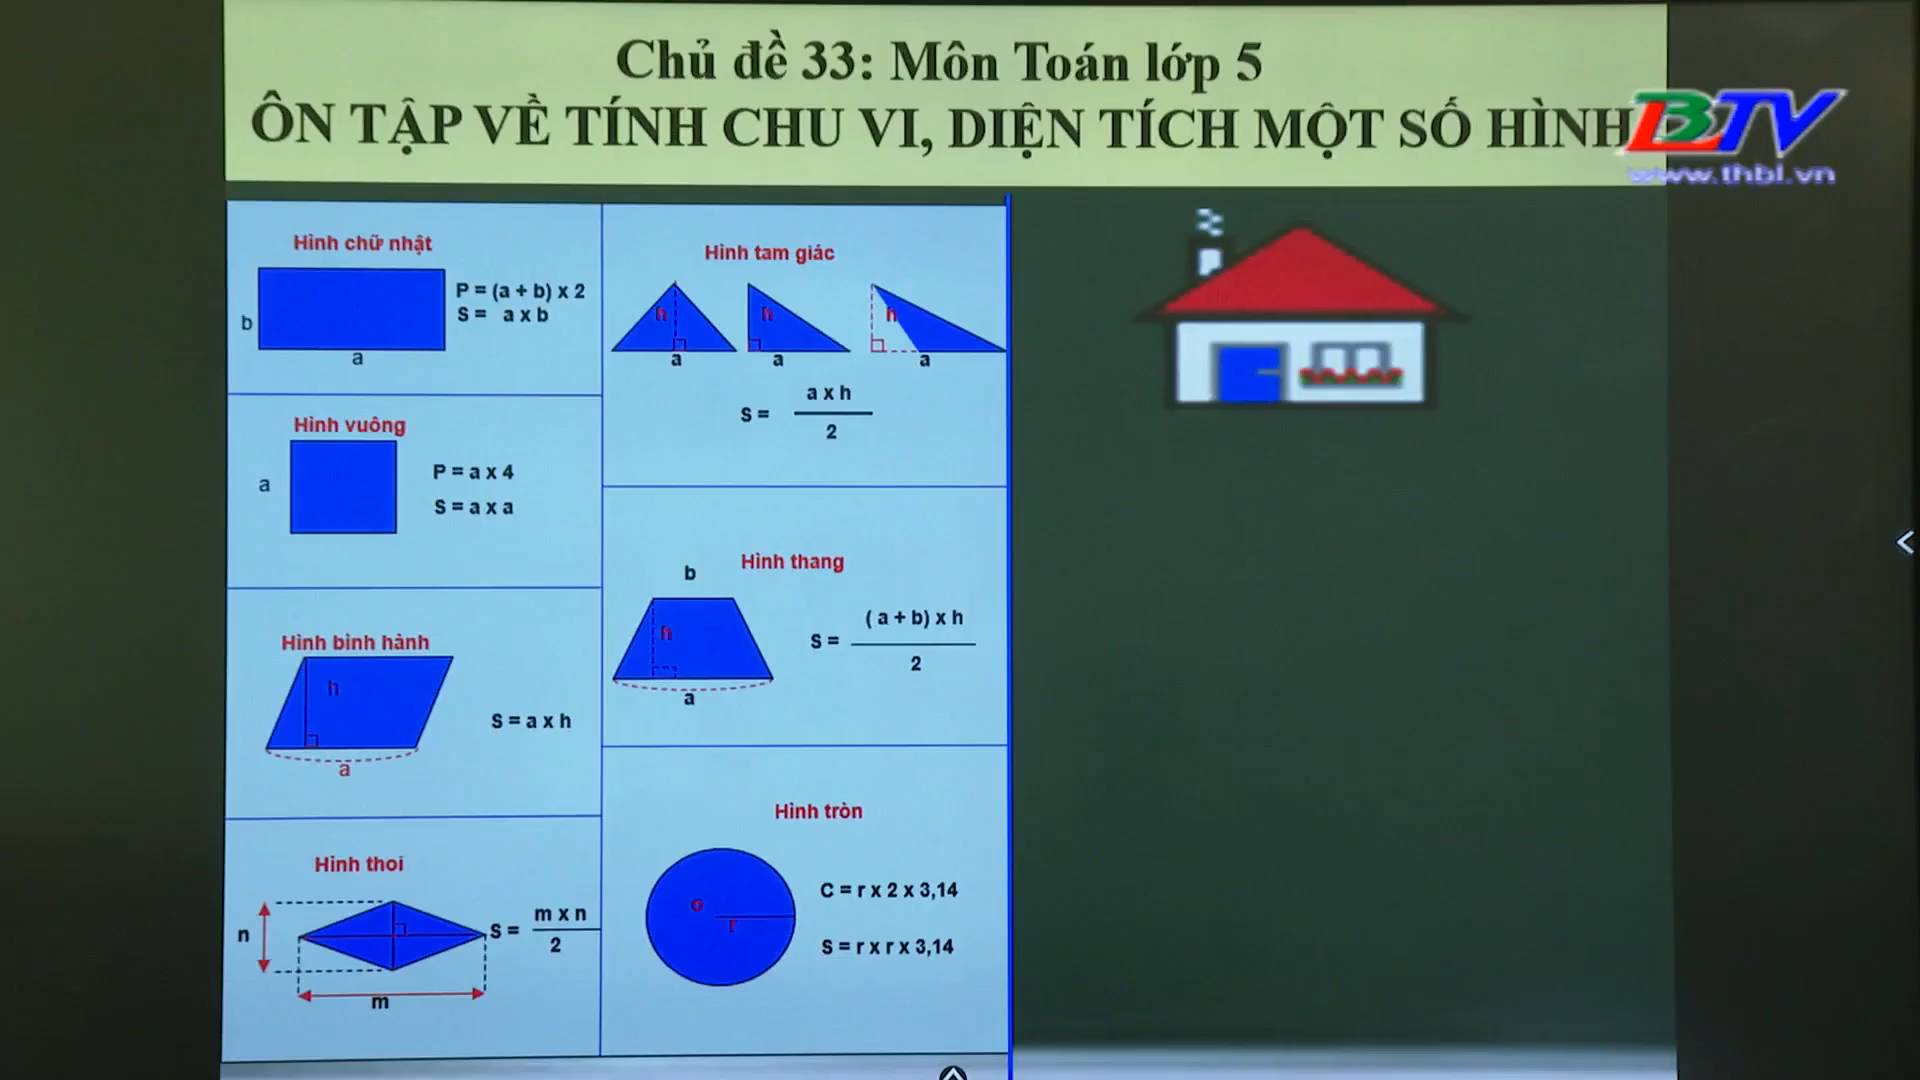 Chủ đề 33: Môn Toán lớp 5
ÔN TẬP VỀ TÍNH CHU VI, DIỆN TÍCH MỘT SỐ HÌNH
BTV
www.thbl.vn
Hình chữ nhật
b
a
P = (a + b) x 2
S = a x b
Hình vuông
a
P = a x 4
S = a x a
Hình bình hành
h
a
S = a x h
Hình thoi
n
m
S =
m x n
2
Hình tam giác
h
h
h
a
a
a
S =
a x h
2
Hình thang
b
h
a
S =
( a + b) x h
2
Hình tròn
o
r
C = r x 2 x 3,14
S = r x r x 3,14